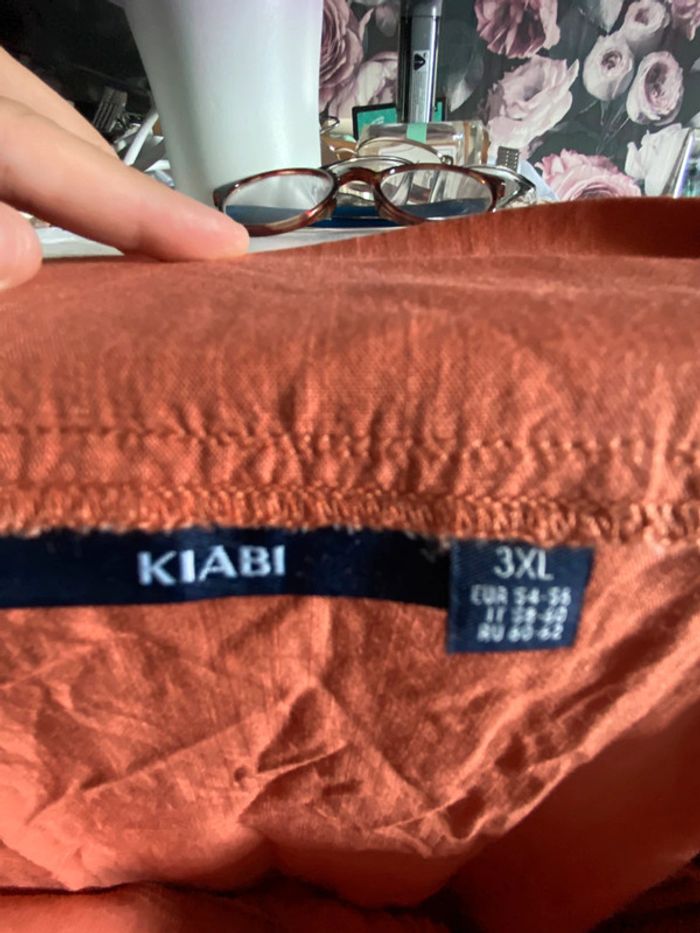 KIABI
3XL
EUR 54-56
IT 58-60
RU 60-62